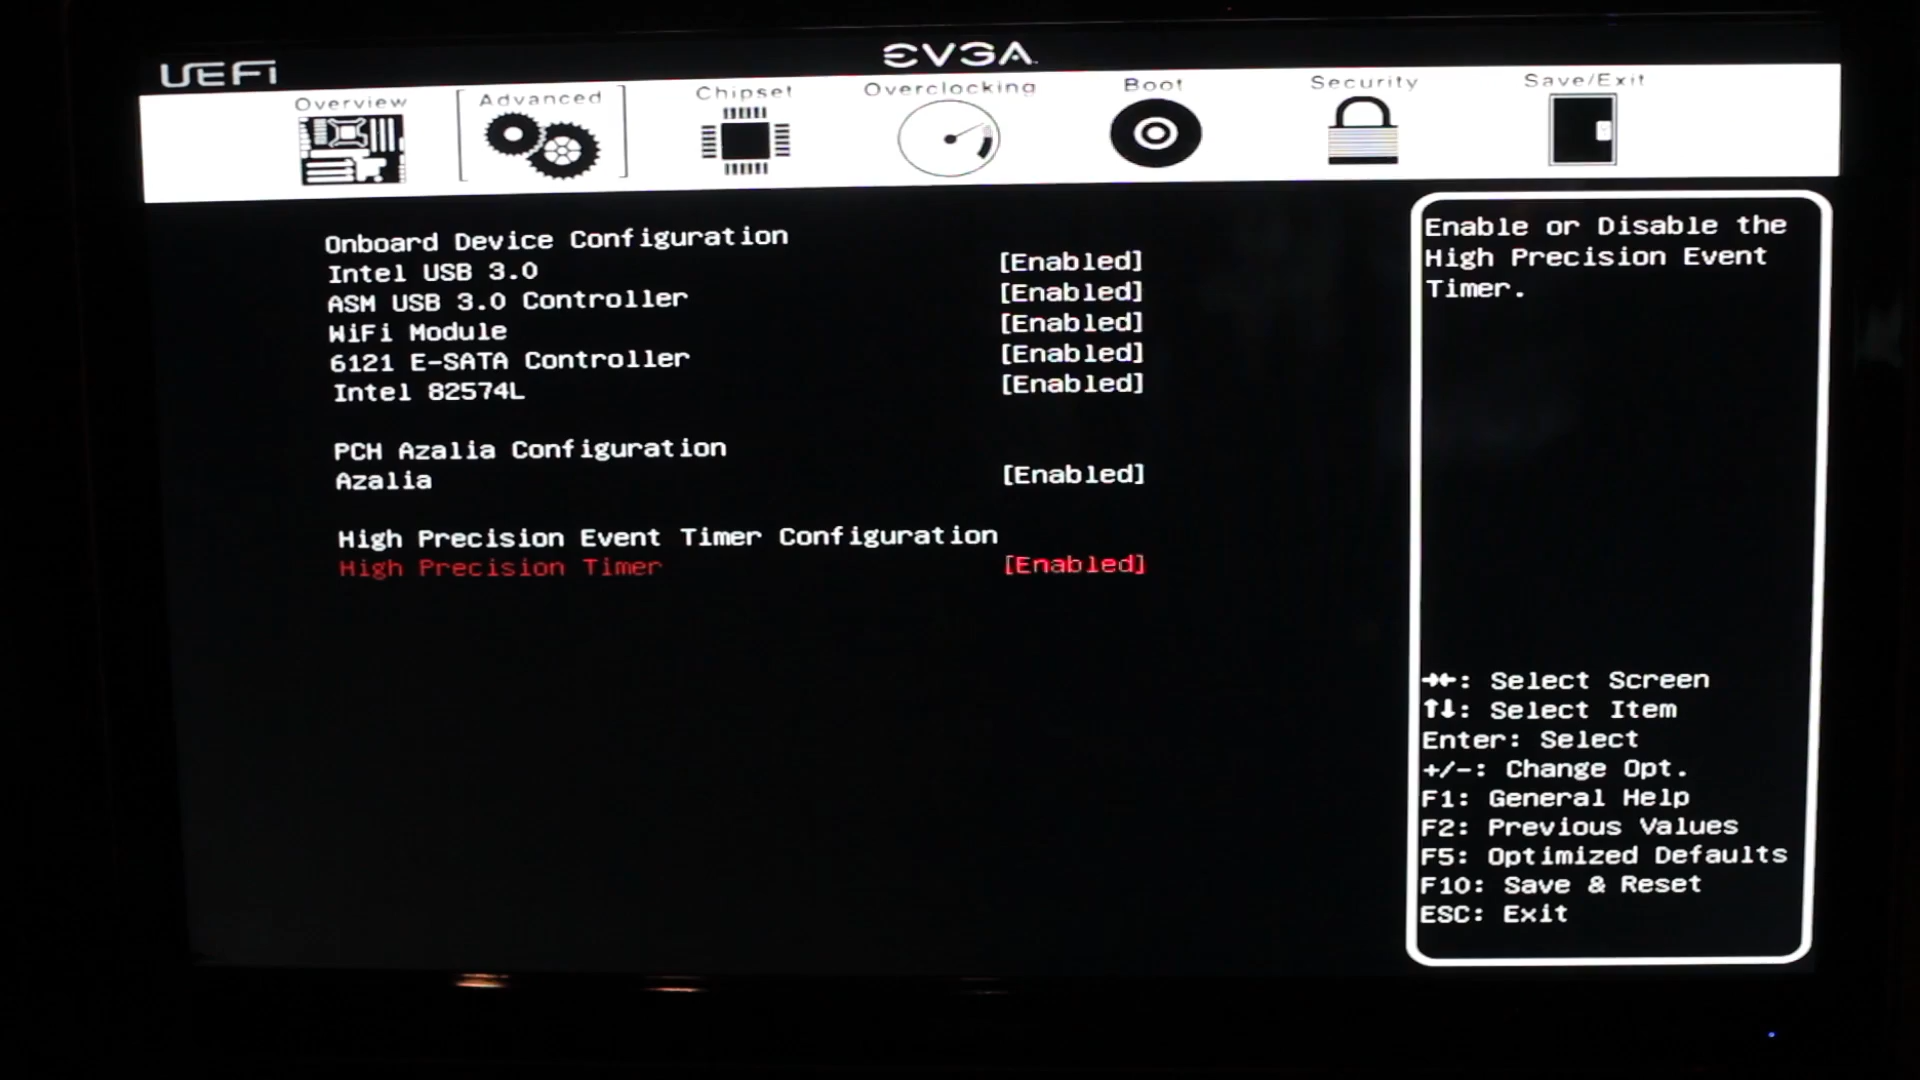 UEFi
EVGA
Overview
Advanced
Chipset
Overclocking
Boot
Security
Save/Exit
Onboard Device Configuration
Intel USB 3.0 [Enabled]
ASM USB 3.0 Controller [Enabled]
WiFi Module [Enabled]
6121 E-SATA Controller [Enabled]
Intel 82574L [Enabled]
PCH Azalia Configuration
Azalia [Enabled]
High Precision Event Timer Configuration
High Precision Timer [Enabled]
Enable or Disable the
High Precision Event
Timer.
→←: Select Screen
↑↓: Select Item
Enter: Select
+/-: Change Opt.
F1: General Help
F2: Previous Values
F5: Optimized Defaults
F10: Save & Reset
ESC: Exit